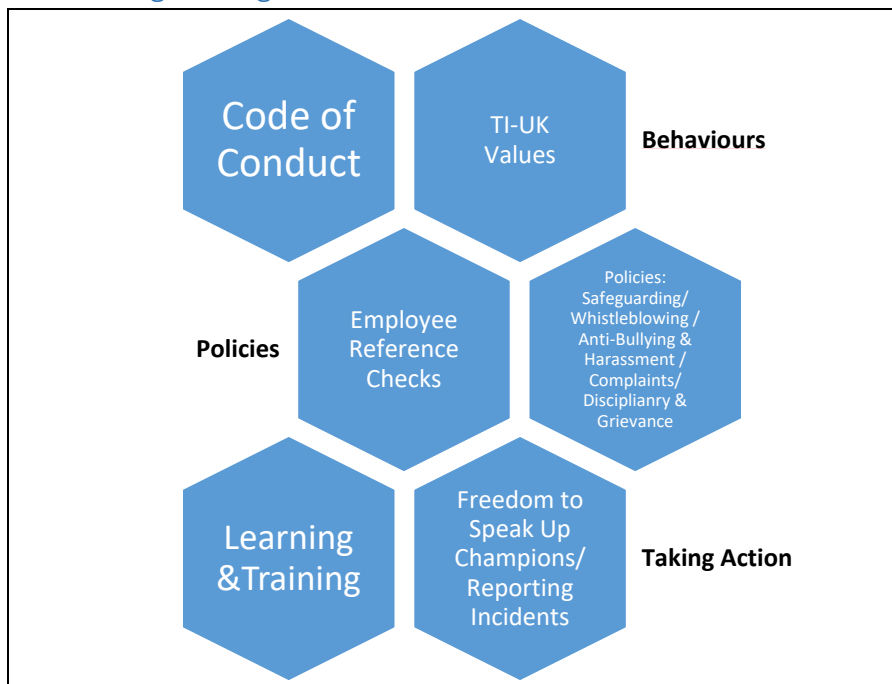 Code of
Conduct
TI-UK
Values
Behaviours
Policies
Employee
Reference
Checks
Policies:
Safeguarding/
Whistleblowing /
Anti-Bullying &
Harassment /
Complaints/
Disciplianry &
Grievance
Learning
&Training
Freedom to
Speak Up
Champions/
Reporting
Incidents
Taking Action